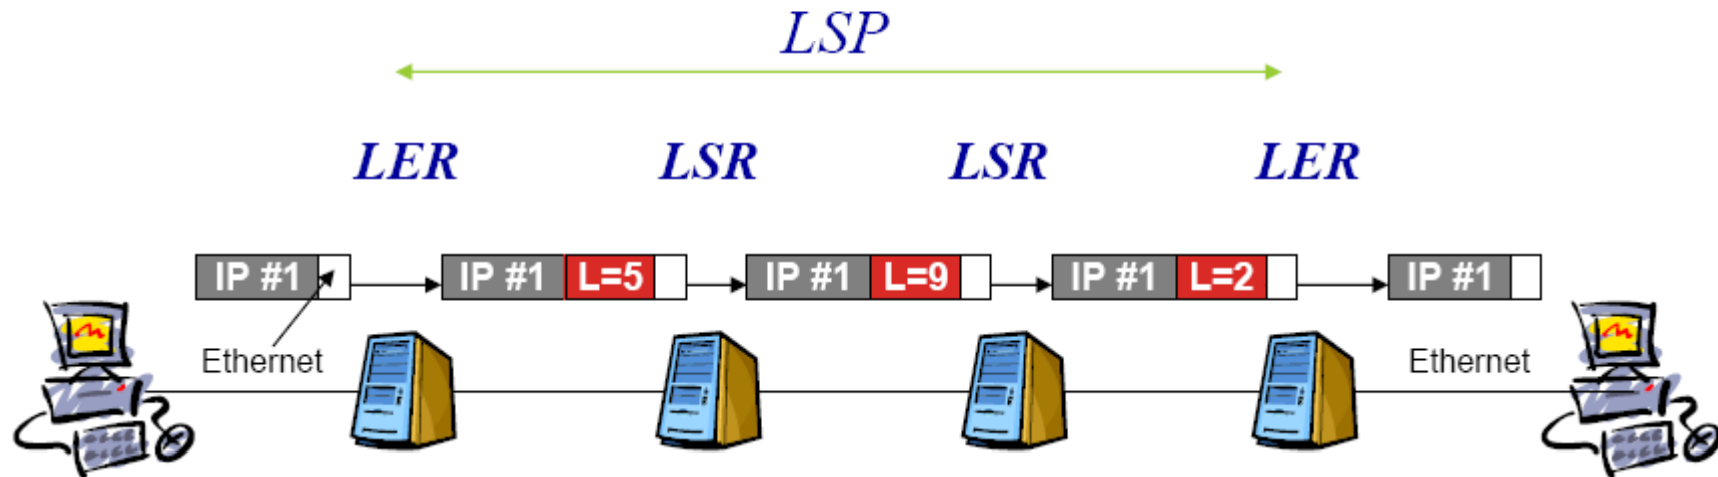 LSP
LER LSR LSR LER
IP #1 IP #1 L=5 IP #1 L=9 IP #1 L=2 IP #1
Ethernet Ethernet